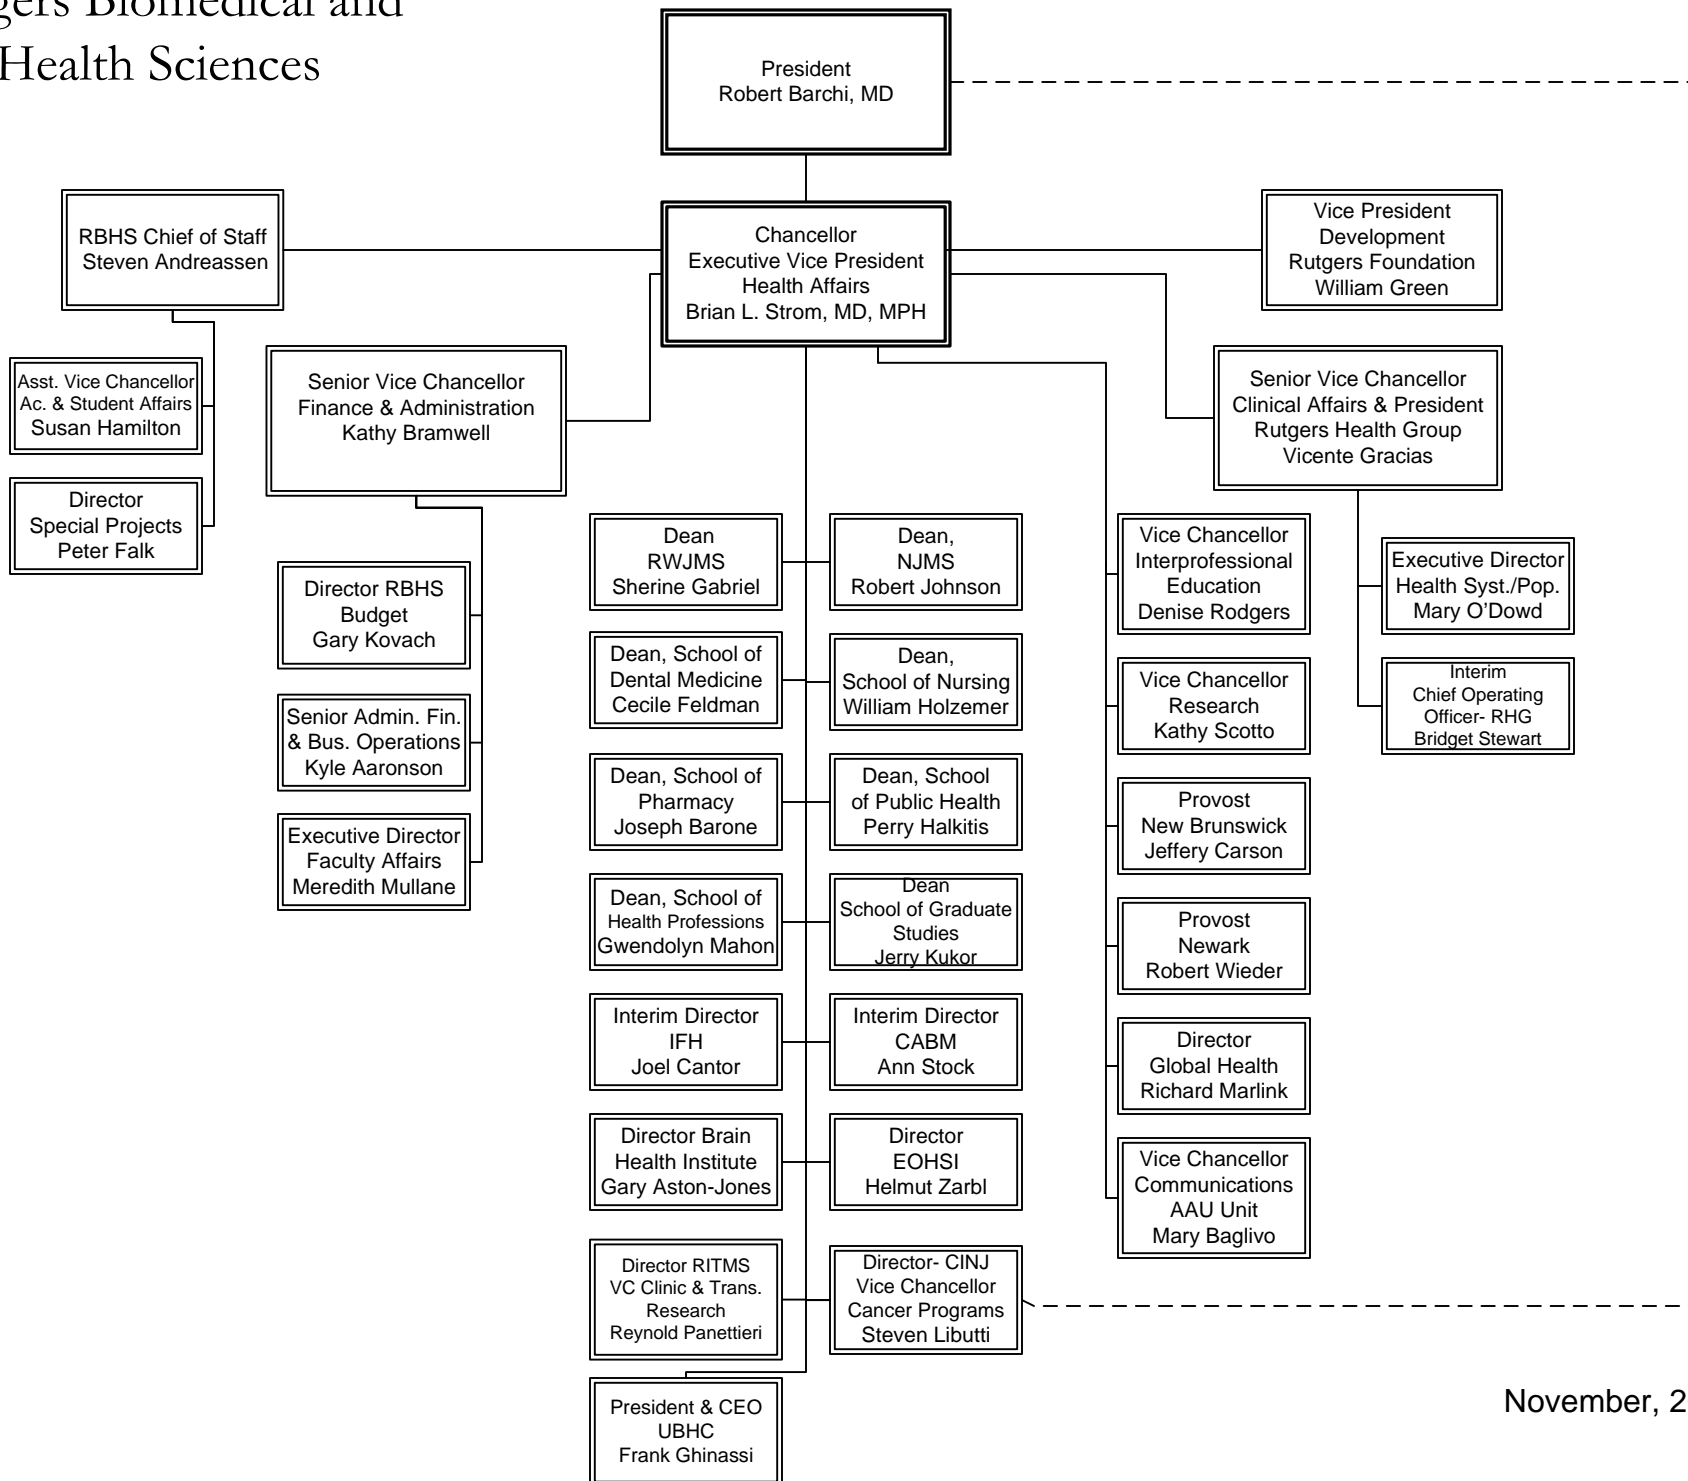 gers Biomedical and
Health Sciences
President
Robert Barchi, MD
RBHS Chief of Staff
Steven Andreassen
Chancellor
Executive Vice President
Health Affairs
Brian L. Strom, MD, MPH
Vice President
Development
Rutgers Foundation
William Green
Asst. Vice Chancellor
Ac. & Student Affairs
Susan Hamilton
Director
Special Projects
Peter Falk
Senior Vice Chancellor
Finance & Administration
Kathy Bramwell
Senior Vice Chancellor
Clinical Affairs & President
Rutgers Health Group
Vicente Gracias
Director RBHS
Budget
Gary Kovach
Senior Admin. Fin.
& Bus. Operations
Kyle Aaronson
Executive Director
Faculty Affairs
Meredith Mullane
Dean
RWJMS
Sherine Gabriel
Dean,
NJMS
Robert Johnson
Dean, School of
Dental Medicine
Cecile Feldman
Dean,
School of Nursing
William Holzemer
Dean, School of
Pharmacy
Joseph Barone
Dean, School
of Public Health
Perry Halkitis
Dean, School of
Health Professions
Gwendolyn Mahon
Dean
School of Graduate
Studies
Jerry Kukor
Interim Director
IFH
Joel Cantor
Interim Director
CABM
Ann Stock
Director Brain
Health Institute
Gary Aston-Jones
Director
EOHSI
Helmut Zarbl
Director RITMS
VC Clinic & Trans.
Research
Reynold Panettieri
Director- CINJ
Vice Chancellor
Cancer Programs
Steven Libutti
President & CEO
UBHC
Frank Ghinassi
Vice Chancellor
Interprofessional
Education
Denise Rodgers
Vice Chancellor
Research
Kathy Scotto
Provost
New Brunswick
Jeffery Carson
Provost
Newark
Robert Wieder
Director
Global Health
Richard Marlink
Vice Chancellor
Communications
AAU Unit
Mary Baglivo
Executive Director
Health Syst./Pop.
Mary O’Dowd
Interim
Chief Operating
Officer- RHG
Bridget Stewart
November, 2